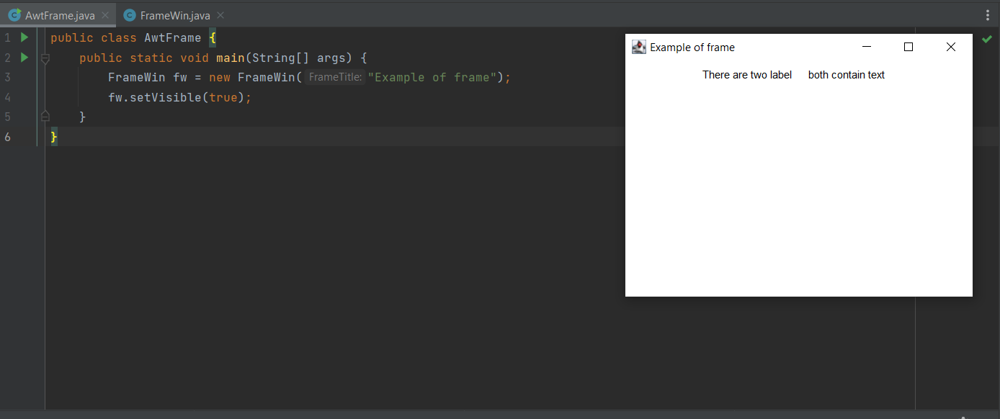 AwtFrame.java FrameWin.java
1 public class AwtFrame {
2 public static void main(String[] args) {
3 FrameWin fw = new FrameWin( FrameTitle: "Example of frame");
4 fw.setVisible(true);
5 }
6 }
Example of frame
There are two label both contain text